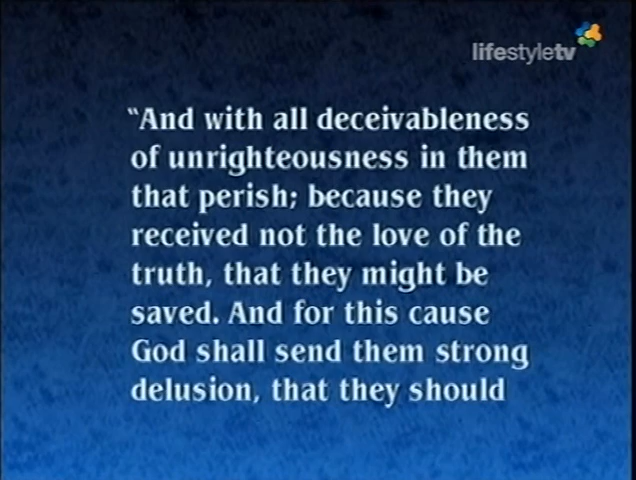 lifestyletv
“And with all deceivableness
of unrighteousness in them
that perish; because they
received not the love of the
truth, that they might be
saved. And for this cause
God shall send them strong
delusion, that they should